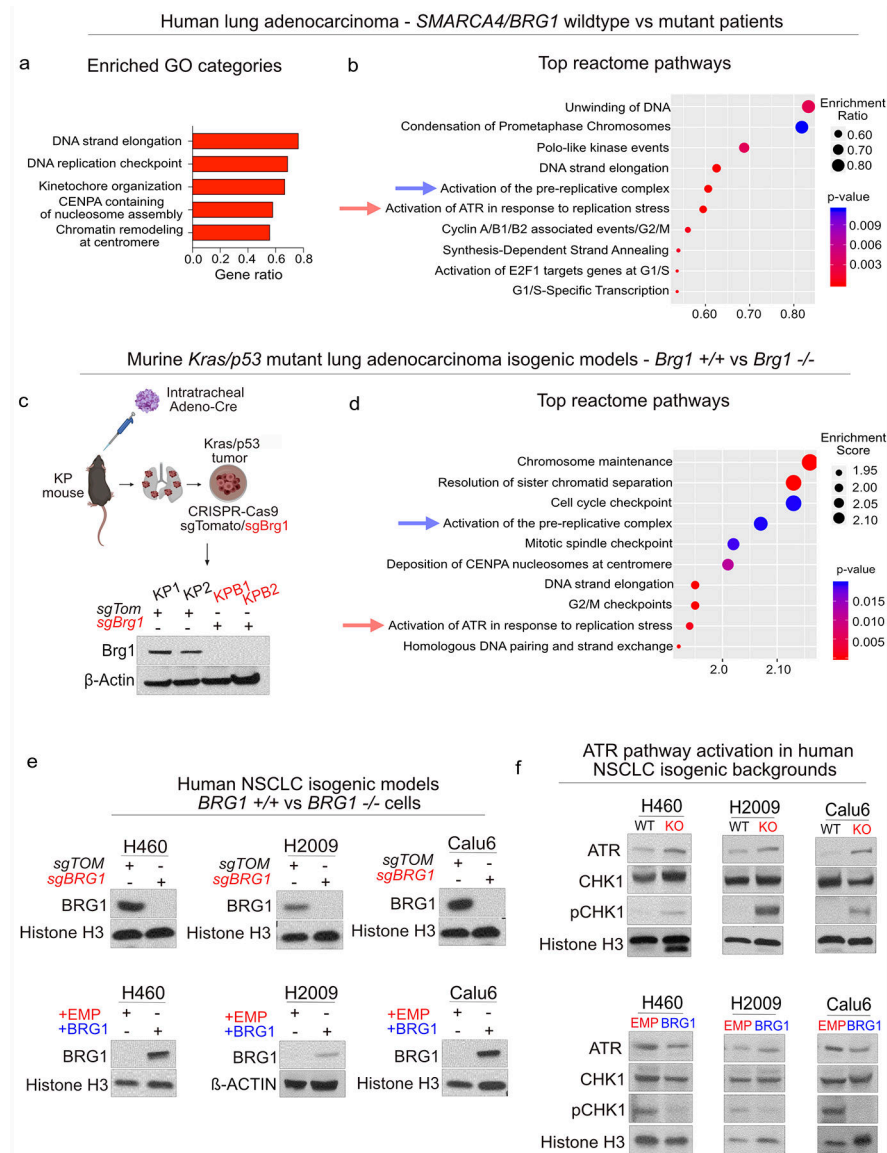 Human lung adenocarcinoma - SMARCA4/BRG1 wildtype vs mutant patients
a
Enriched GO categories
DNA strand elongation
DNA replication checkpoint
Kinetochore organization
CENPA containing
of nucleosome assembly
Chromatin remodeling
at centromere
0.0 0.2 0.4 0.6 0.8
Gene ratio
b
Top reactome pathways
Unwinding of DNA
Condensation of Prometaphase Chromosomes
Polo-like kinase events
DNA strand elongation
Activation of the pre-replicative complex
Activation of ATR in response to replication stress
Cyclin A/B1/B2 associated events/G2/M
Synthesis-Dependent Strand Annealing
Activation of E2F1 targets genes at G1/S
G1/S-Specific Transcription
0.60 0.70 0.80
Enrichment
Ratio
0.60
0.70
0.80
p-value
0.009
0.006
0.003
Murine Kras/p53 mutant lung adenocarcinoma isogenic models - Brg1 +/+ vs Brg1 -/-
c
Intratracheal
Adeno-Cre
KP
mouse
Kras/p53
tumor
CRISPR-Cas9
sgTomato/sgBrg1
KP1 KP2 KPB1 KPB2
sgTom + + - -
sgBrg1 - - + +
Brg1
β-Actin
d
Top reactome pathways
Chromosome maintenance
Resolution of sister chromatid separation
Cell cycle checkpoint
Activation of the pre-replicative complex
Mitotic spindle checkpoint
Deposition of CENPA nucleosomes at centromere
DNA strand elongation
G2/M checkpoints
Activation of ATR in response to replication stress
Homologous DNA pairing and strand exchange
2.0 2.10
Enrichment
Score
1.95
2.00
2.05
2.10
p-value
0.015
0.010
0.005
e
Human NSCLC isogenic models
BRG1 +/+ vs BRG1 -/- cells
H460
sgTOM + -
sgBRG1 - +
BRG1
Histone H3
H2009
sgTOM + -
sgBRG1 - +
BRG1
Histone H3
Calu6
sgTOM + -
sgBRG1 - +
BRG1
Histone H3
H460
+EMP + -
+BRG1 - +
BRG1
Histone H3
H2009
+EMP + -
+BRG1 - +
BRG1
ß-ACTIN
Calu6
+EMP + -
+BRG1 - +
BRG1
Histone H3
f
ATR pathway activation in human
NSCLC isogenic backgrounds
H460 H2009 Calu6
WT KO WT KO WT KO
ATR
CHK1
pCHK1
Histone H3
H460 H2009 Calu6
EMP BRG1 EMP BRG1 EMP BRG1
ATR
CHK1
pCHK1
Histone H3